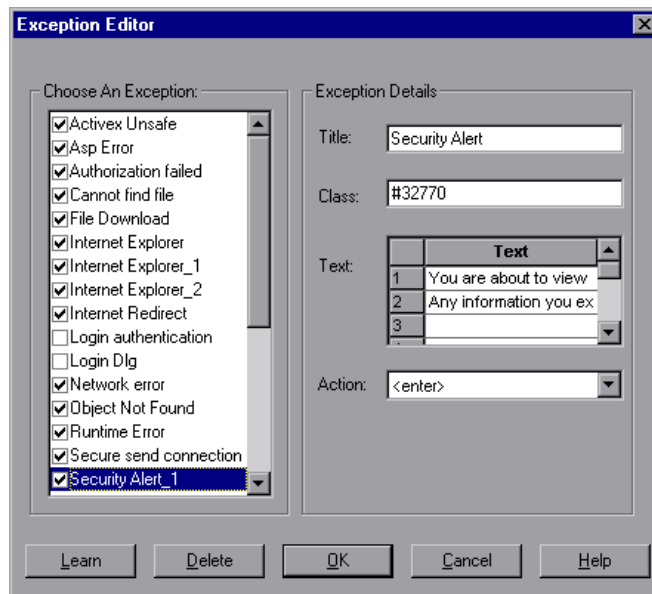 Exception Editor
Choose An Exception:
Activex Unsafe
Asp Error
Authorization failed
Cannot find file
File Download
Internet Explorer
Internet Explorer_1
Internet Explorer_2
Internet Redirect
Login authentication
Login Dlg
Network error
Object Not Found
Runtime Error
Secure send connection
Security Alert_1
Exception Details
Title: Security Alert
Class: #32770
Text:
Text
1 You are about to view
2 Any information you ex
3
Action: <enter>
Learn Delete OK Cancel Help